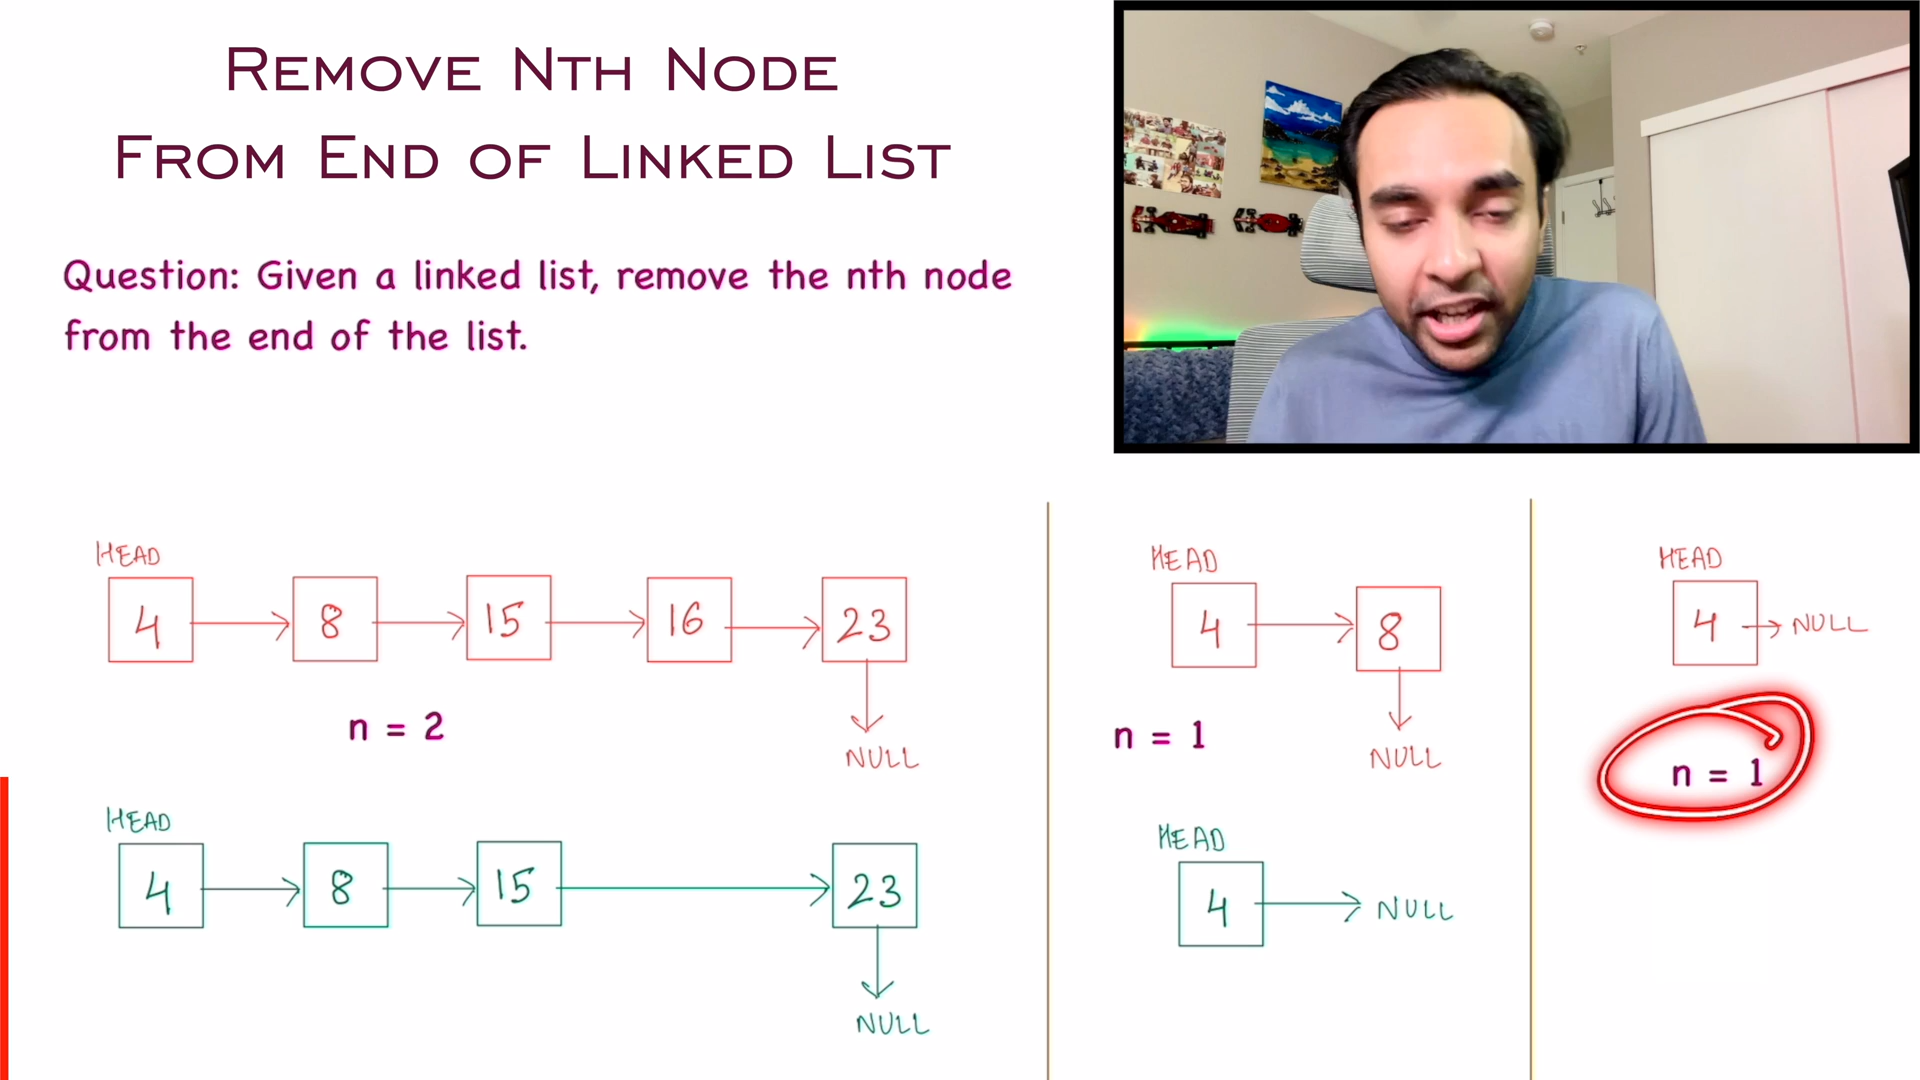 REMOVE NTH NODE
FROM END OF LINKED LIST
Question: Given a linked list, remove the nth node
from the end of the list.
HEAD
4 8 15 16 23
NULL
n = 2
HEAD
4 8 15 23
NULL
HEAD
4 8
NULL
n = 1
HEAD
4 NULL
HEAD
4 NULL
n = 1